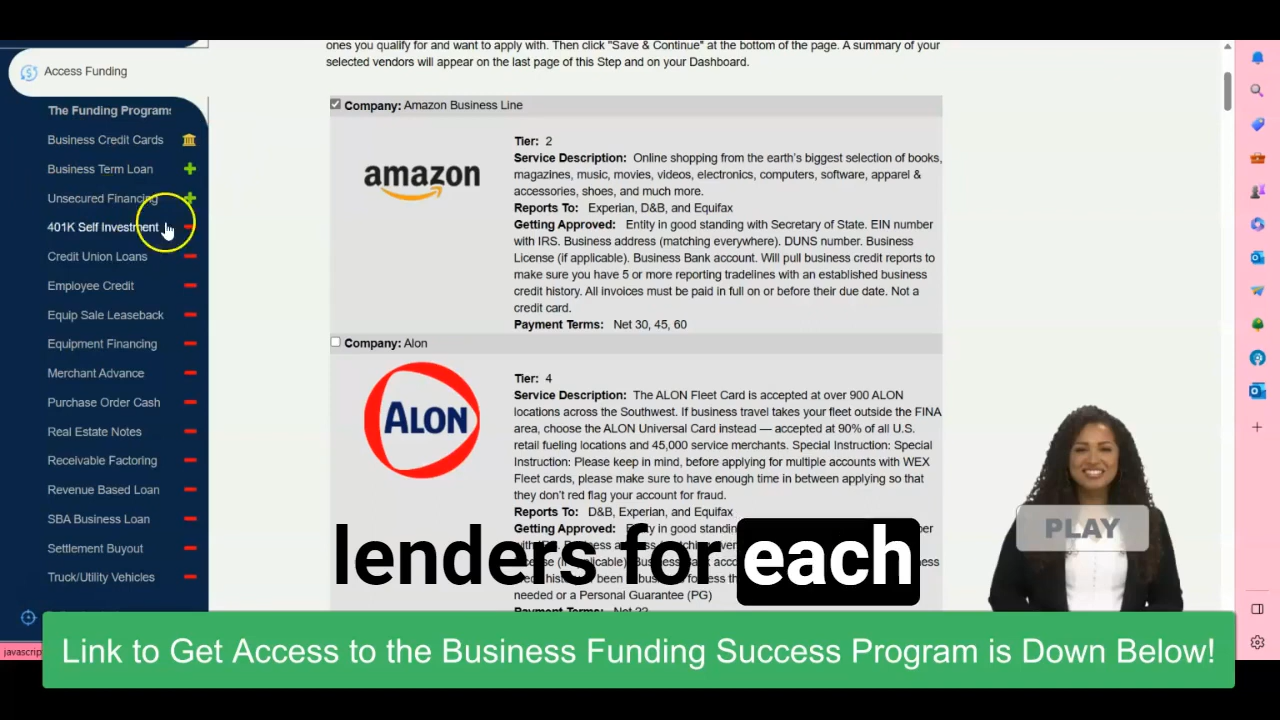 ones you qualify for and want to apply with. Then click "Save & Continue" at the bottom of the page. A summary of your
selected vendors will appear on the last page of this Step and on your Dashboard.
Access Funding
The Funding Programs
Business Credit Cards
Business Term Loan
Unsecured Financing
401K Self Investment
Credit Union Loans
Employee Credit
Equip Sale Leaseback
Equipment Financing
Merchant Advance
Purchase Order Cash
Real Estate Notes
Receivable Factoring
Revenue Based Loan
SBA Business Loan
Settlement Buyout
Truck/Utility Vehicles
javascrip
Company: Amazon Business Line
amazon
Tier: 2
Service Description: Online shopping from the earth's biggest selection of books,
magazines, music, movies, videos, electronics, computers, software, apparel &
accessories, shoes, and much more.
Reports To: Experian, D&B, and Equifax
Getting Approved: Entity in good standing with Secretary of State. EIN number
with IRS. Business address (matching everywhere). DUNS number. Business
License (if applicable). Business Bank account. Will pull business credit reports to
make sure you have 5 or more reporting tradelines with an established business
credit history. All invoices must be paid in full on or before their due date. Not a
credit card.
Payment Terms: Net 30, 45, 60
Company: Alon
ALON
Tier: 4
Service Description: The ALON Fleet Card is accepted at over 900 ALON
locations across the Southwest. If business travel takes your fleet outside the FINA
area, choose the ALON Universal Card instead — accepted at 90% of all U.S.
retail fueling locations and 45,000 service merchants. Special Instruction: Special
Instruction: Please keep in mind, before applying for multiple accounts with WEX
Fleet cards, please make sure to have enough time in between applying so that
they don't red flag your account for fraud.
Reports To: D&B, Experian, and Equifax
Getting Approved: Entity in good standin
needed or a Personal Guarantee (PG)
Payment Terms: Net
lenders for each
PLAY
Link to Get Access to the Business Funding Success Program is Down Below!